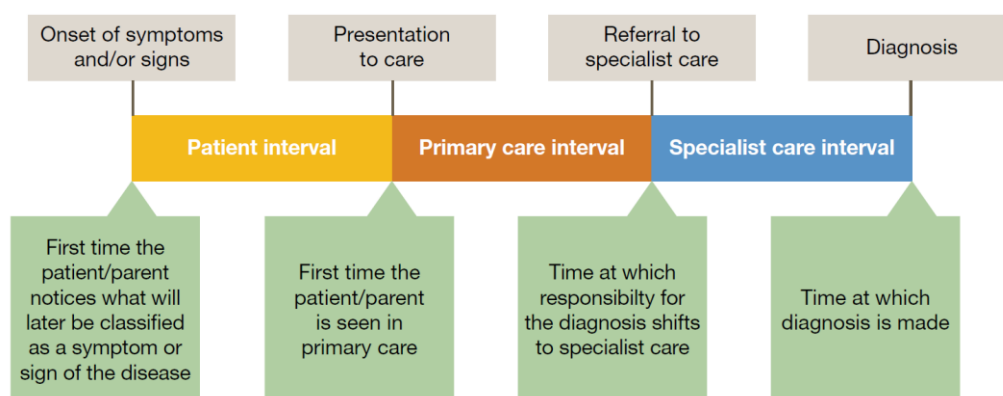 Onset of symptoms
and/or signs
Presentation
to care
Referral to
specialist care
Diagnosis
Patient interval
Primary care interval
Specialist care interval
First time the
patient/parent
notices what will
later be classified
as a symptom or
sign of the disease
First time the
patient/parent
is seen in
primary care
Time at which
responsibilty for
the diagnosis shifts
to specialist care
Time at which
diagnosis is made